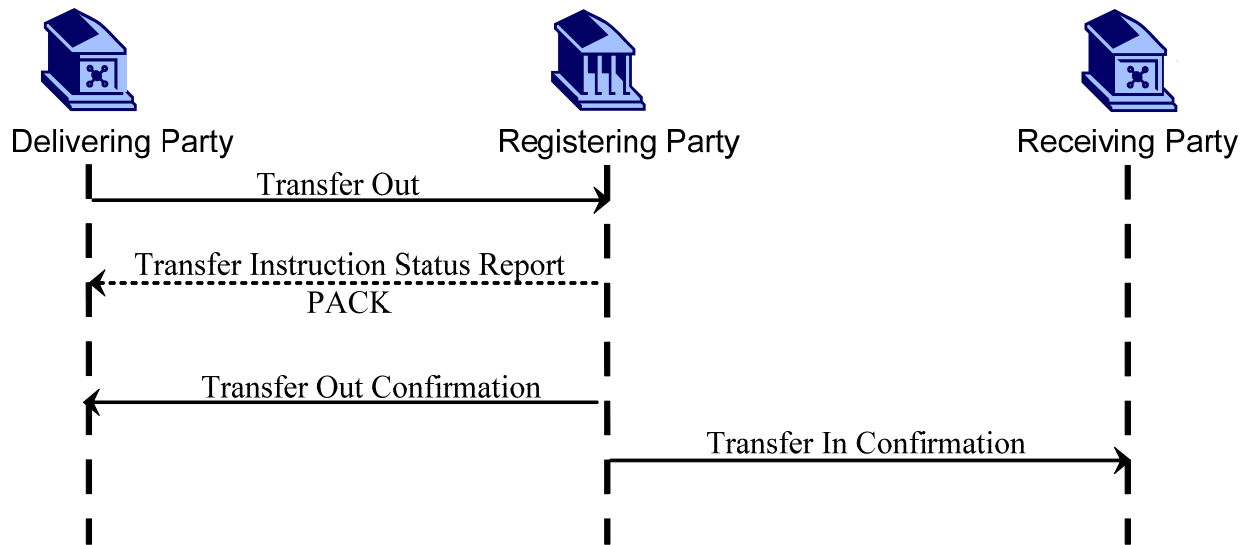 Delivering Party
Registering Party
Receiving Party
Transfer Out
Transfer Instruction Status Report
PACK
Transfer Out Confirmation
Transfer In Confirmation